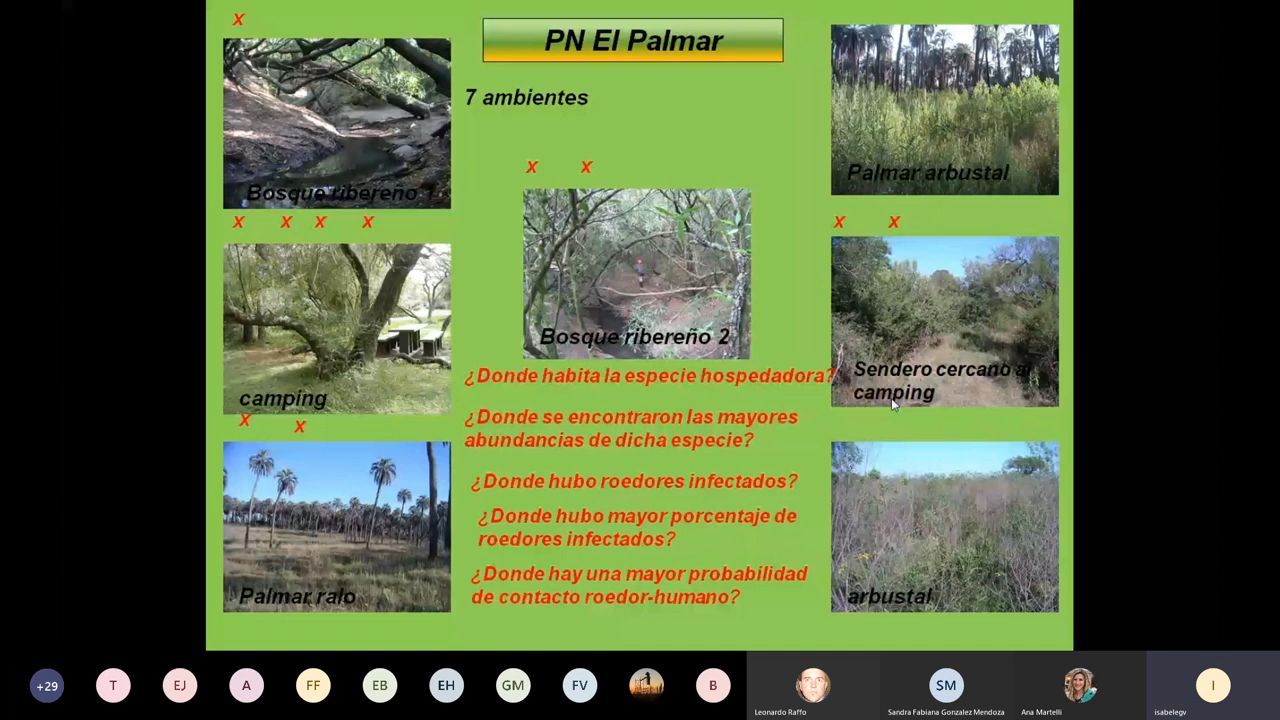 x
PN El Palmar
7 ambientes
x x
Bosque ribereño 1
Palmar arbustal
x x x x
x x
camping
Bosque ribereño 2
Sendero cercano al
camping
x x
¿Donde habita la especie hospedadora?
¿Donde se encontraron las mayores
abundancias de dicha especie?
¿Donde hubo roedores infectados?
¿Donde hubo mayor porcentaje de
roedores infectados?
¿Donde hay una mayor probabilidad
de contacto roedor-humano?
Palmar ralo
arbustal
+29 T EJ A FF EB EH GM FV B SM I
Leonardo Raffo
Sandra Fabiana Gonzalez Mendoza
Ana Martelli
isabelegv